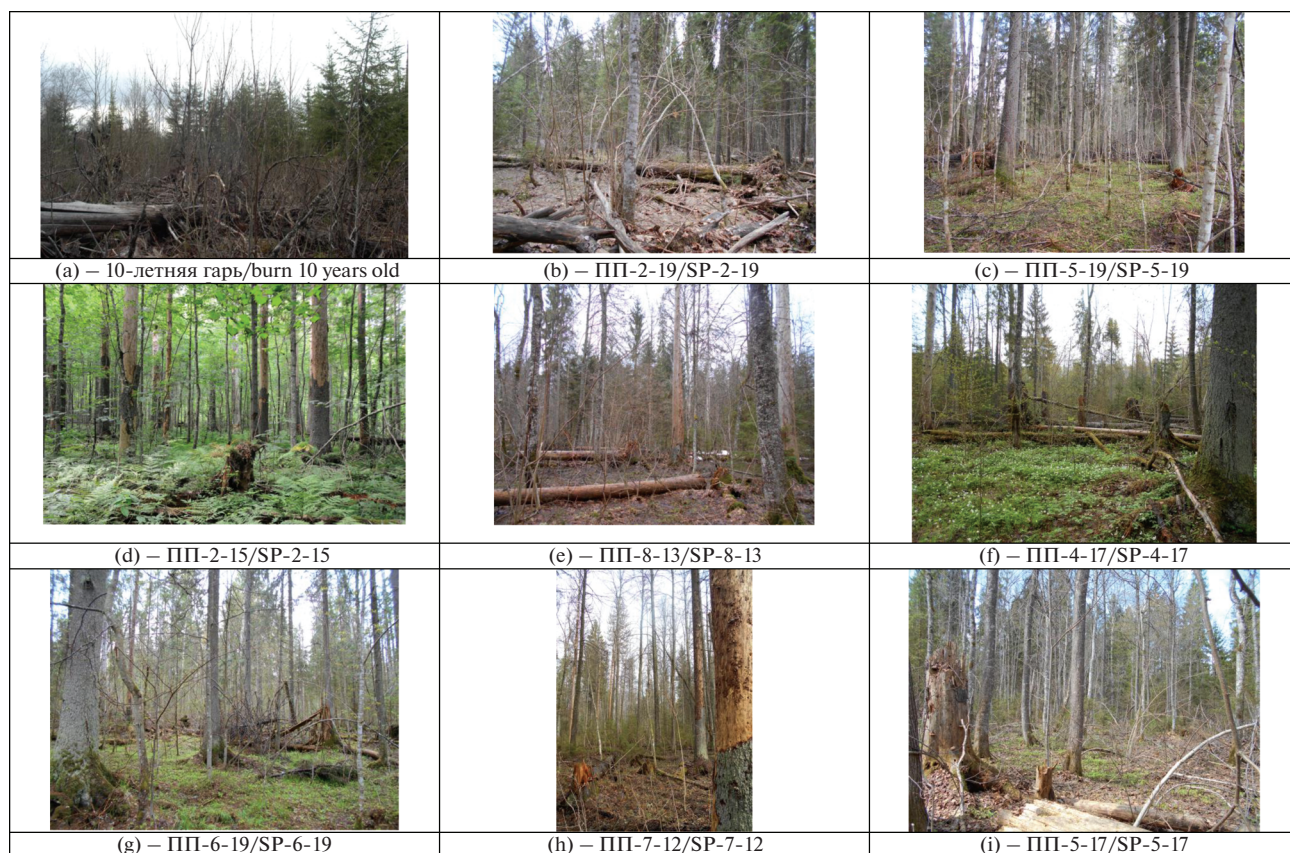 (a) – 10-летняя гарь/burn 10 years old
(b) – ПП-2-19/SP-2-19
(c) – ПП-5-19/SP-5-19
(d) – ПП-2-15/SP-2-15
(e) – ПП-8-13/SP-8-13
(f) – ПП-4-17/SP-4-17
(g) – ПП-6-19/SP-6-19
(h) – ПП-7-12/SP-7-12
(i) – ПП-5-17/SP-5-17